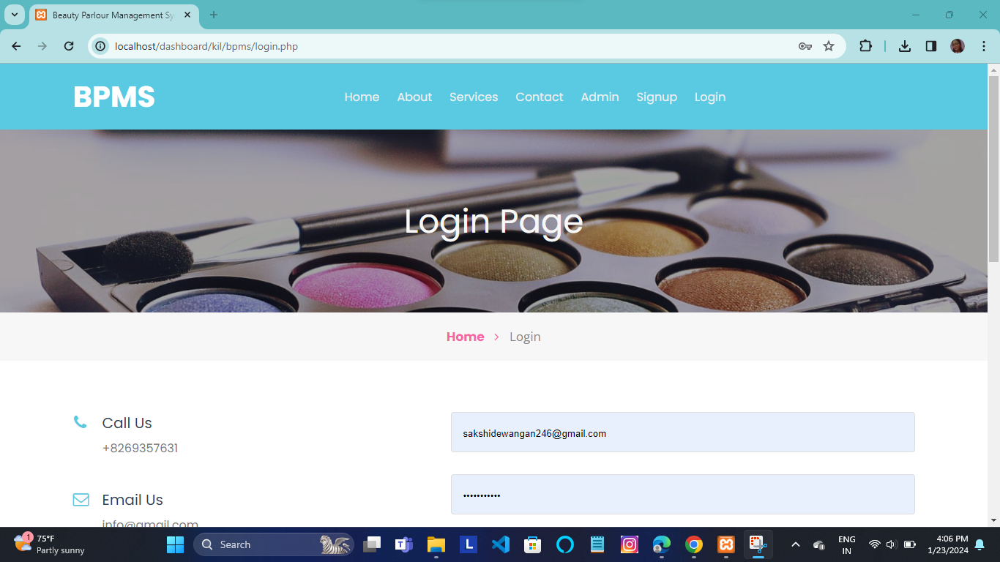 Beauty Parlour Management Sy
localhost/dashboard/kil/bpms/login.php
BPMS
Home About Services Contact Admin Signup Login
Login Page
Home > Login
Call Us
+8269357631
sakshidewangan246@gmail.com
•••••••••••
Email Us
info@gmail.com
1
75°F
Partly sunny
Search
L
ENG
IN
4:06 PM
1/23/2024